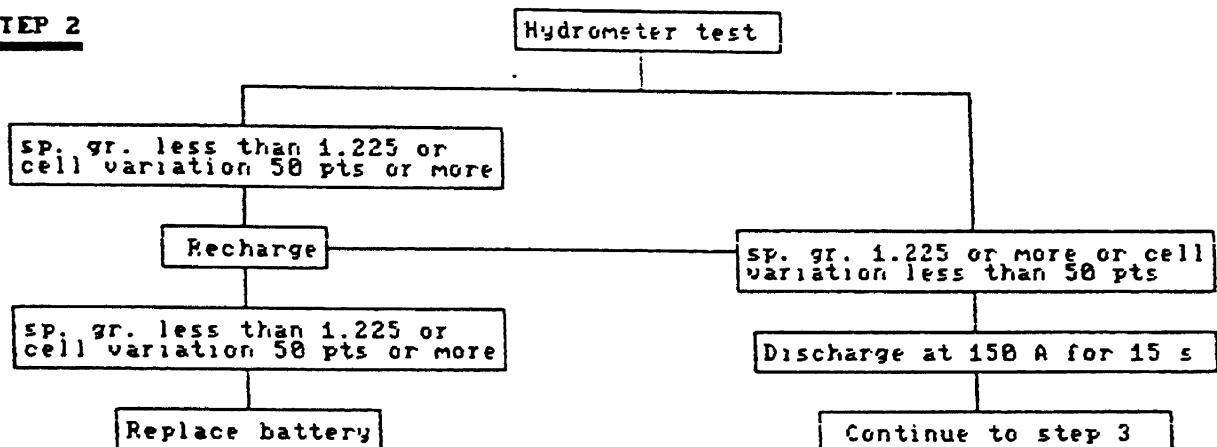 TEP 2
Hydrometer test
sp. gr. less than 1.225 or
cell variation 50 pts or more
Recharge
sp. gr. 1.225 or more or cell
variation less than 50 pts
sp. gr. less than 1.225 or
cell variation 50 pts or more
Discharge at 150 A for 15 s
Replace battery
Continue to step 3